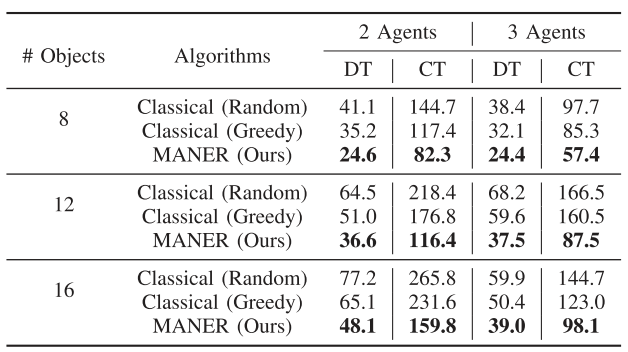 # Objects Algorithms 2 Agents 3 Agents
DT CT DT CT
8 Classical (Random) 41.1 144.7 38.4 97.7
Classical (Greedy) 35.2 117.4 32.1 85.3
MANER (Ours) 24.6 82.3 24.4 57.4
12 Classical (Random) 64.5 218.4 68.2 166.5
Classical (Greedy) 51.0 176.8 59.6 160.5
MANER (Ours) 36.6 116.4 37.5 87.5
16 Classical (Random) 77.2 265.8 59.9 144.7
Classical (Greedy) 65.1 231.6 50.4 123.0
MANER (Ours) 48.1 159.8 39.0 98.1